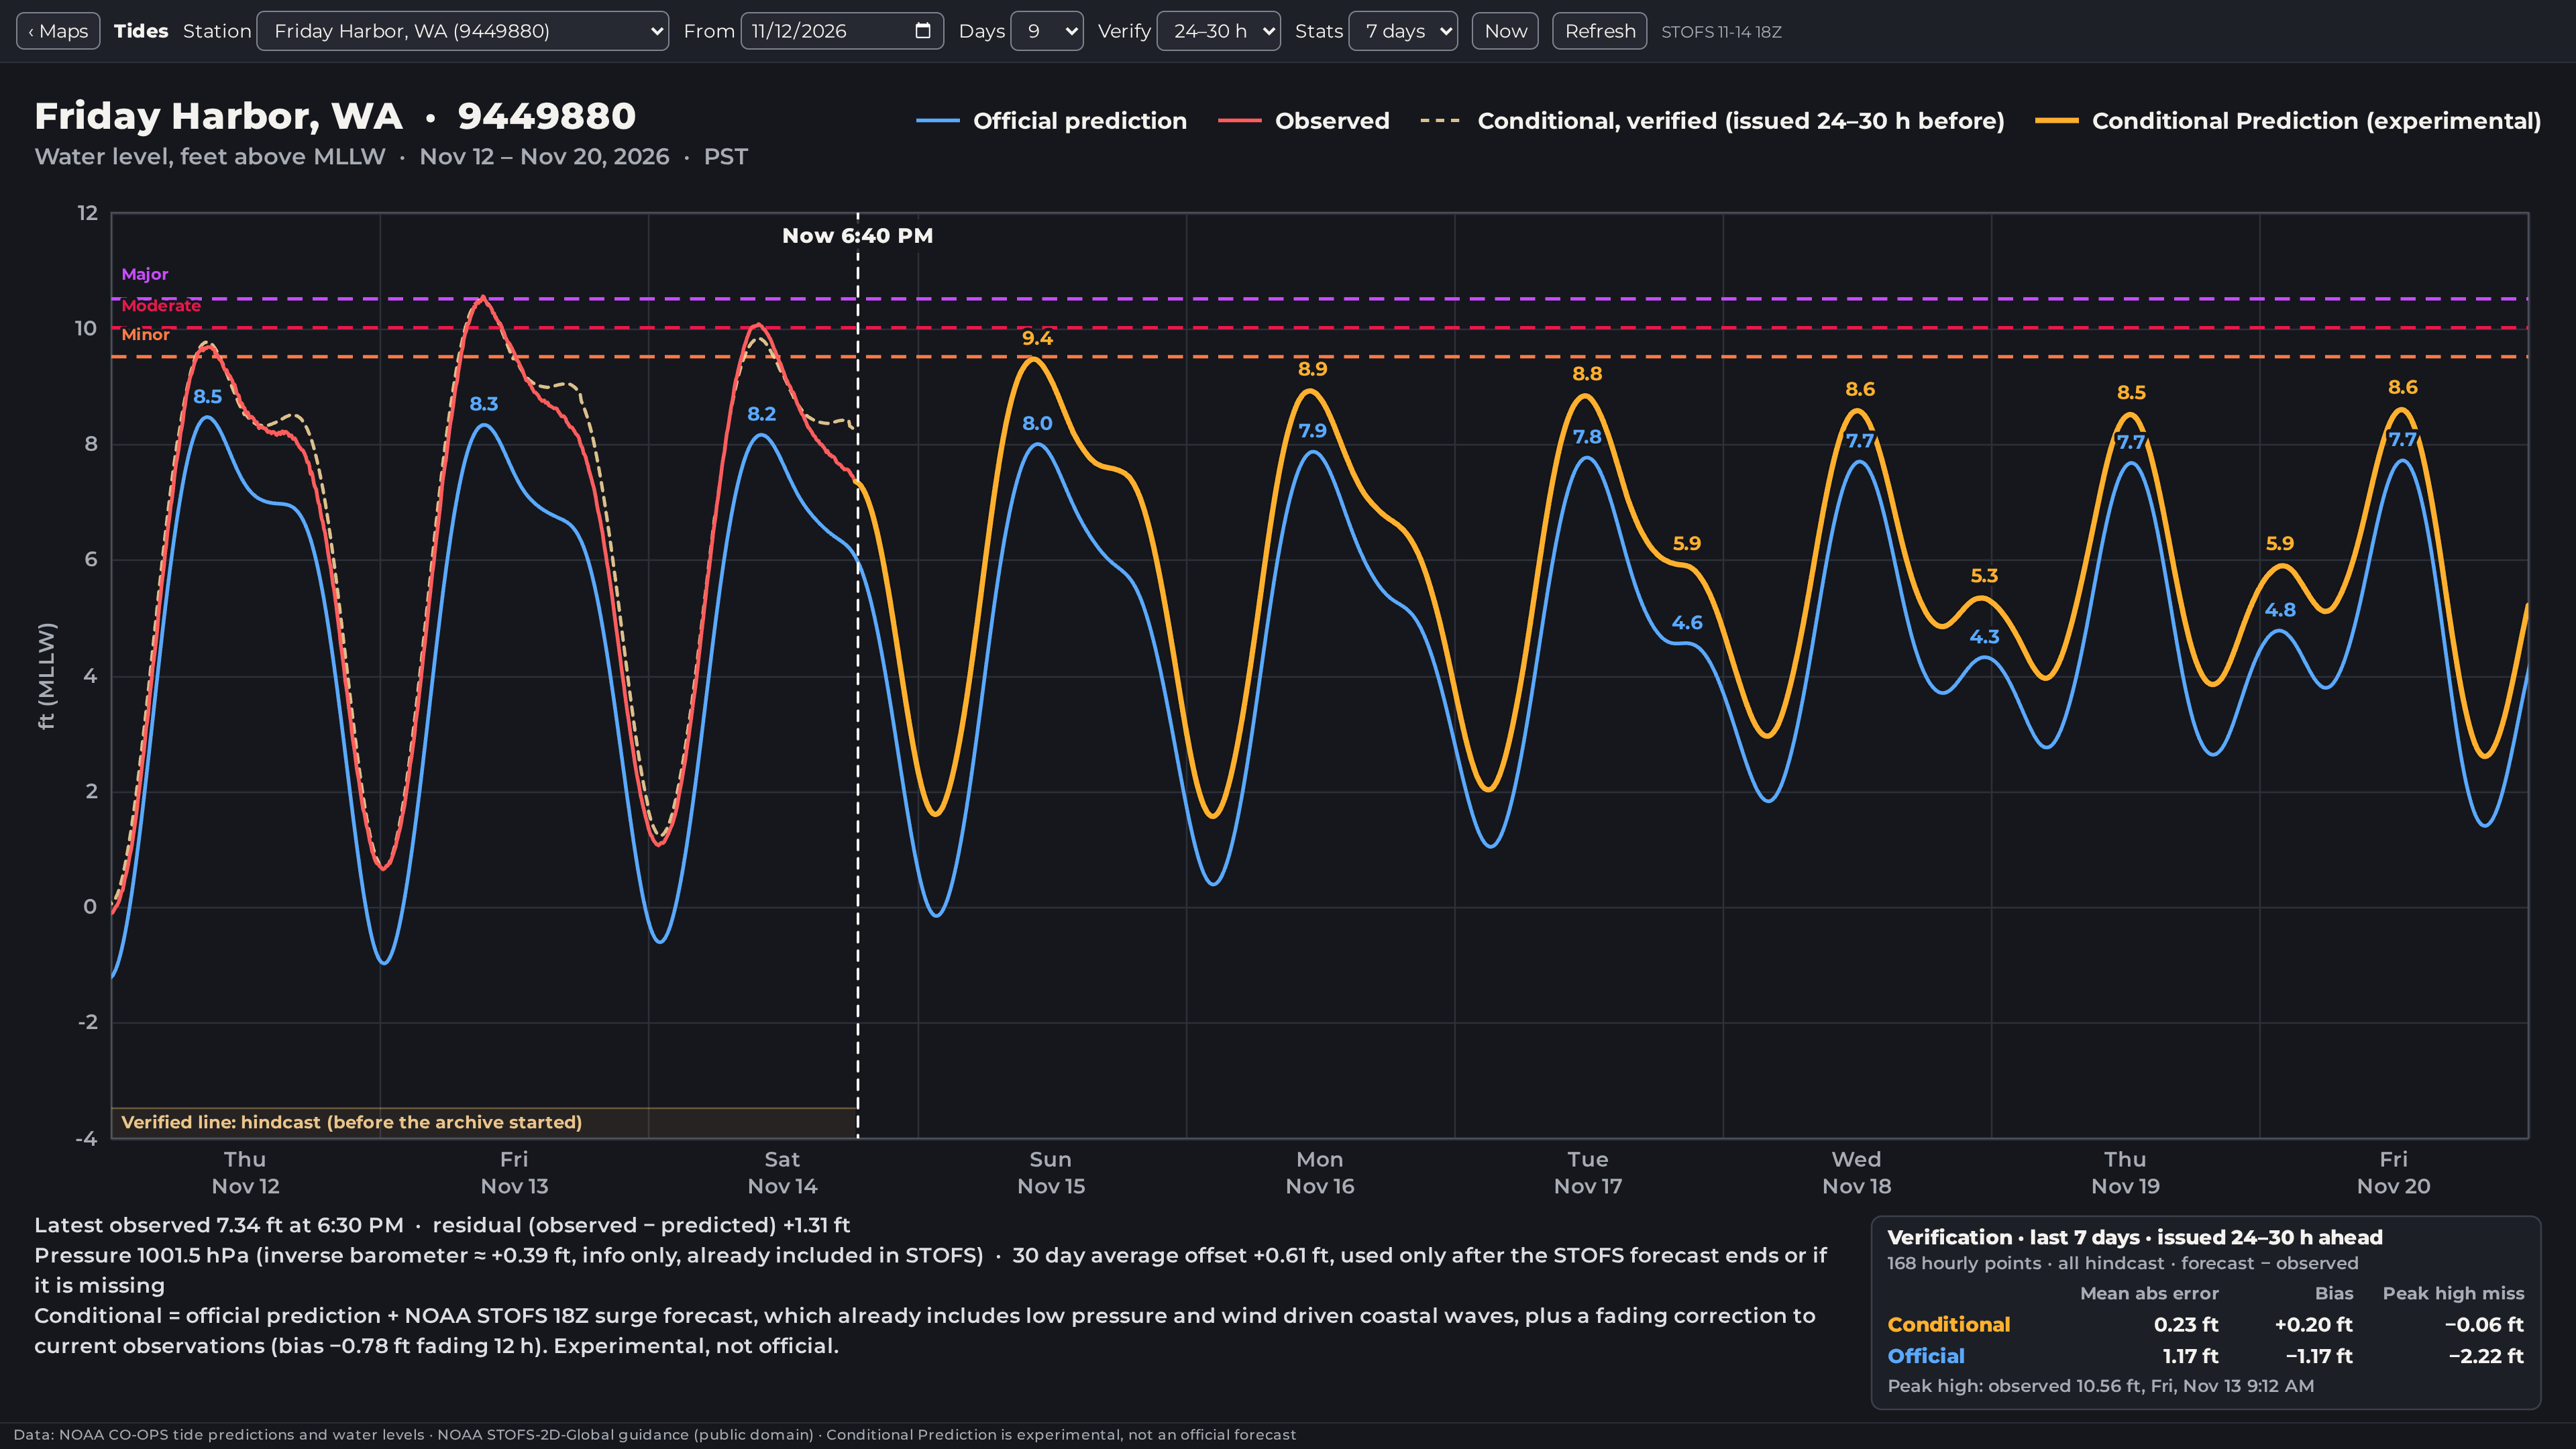 ‹ Maps Tides Station Friday Harbor, WA (9449880) From 11/12/2026 Days 9 Verify 24–30 h Stats 7 days Now Refresh STOFS 11-14 18Z
Friday Harbor, WA · 9449880
Water level, feet above MLLW · Nov 12 – Nov 20, 2026 · PST
Official prediction Observed Conditional, verified (issued 24–30 h before) Conditional Prediction (experimental)
Now 6:40 PM
Major
Moderate
Minor
12
10
8
6
4
2
0
-2
-4
ft (MLLW)
8.5
8.3
8.2
9.4
8.0
8.9
7.9
8.8
7.8
5.9
4.6
8.6
7.7
5.3
4.3
8.5
7.7
5.9
4.8
8.6
7.7
Verified line: hindcast (before the archive started)
Thu Fri Sat Sun Mon Tue Wed Thu Fri
Nov 12 Nov 13 Nov 14 Nov 15 Nov 16 Nov 17 Nov 18 Nov 19 Nov 20
Latest observed 7.34 ft at 6:30 PM · residual (observed − predicted) +1.31 ft
Pressure 1001.5 hPa (inverse barometer ≈ +0.39 ft, info only, already included in STOFS) · 30 day average offset +0.61 ft, used only after the STOFS forecast ends or if
it is missing
Conditional = official prediction + NOAA STOFS 18Z surge forecast, which already includes low pressure and wind driven coastal waves, plus a fading correction to
current observations (bias −0.78 ft fading 12 h). Experimental, not official.
Verification · last 7 days · issued 24–30 h ahead
168 hourly points · all hindcast · forecast − observed
Mean abs error Bias Peak high miss
Conditional 0.23 ft +0.20 ft −0.06 ft
Official 1.17 ft −1.17 ft −2.22 ft
Peak high: observed 10.56 ft, Fri, Nov 13 9:12 AM
Data: NOAA CO-OPS tide predictions and water levels · NOAA STOFS-2D-Global guidance (public domain) · Conditional Prediction is experimental, not an official forecast